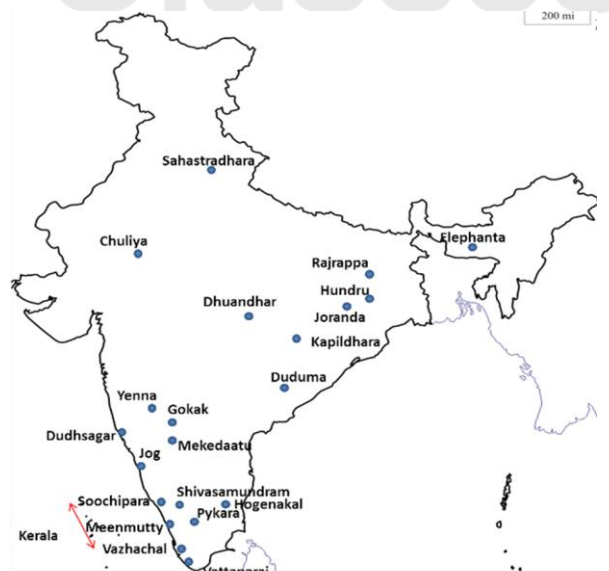 200 mi
Sahastradhara
Chuliya
Elephanta
Rajrappa
Hundru
Dhuandhar
Joranda
Kapildhara
Duduma
Yenna
Gokak
Dudhsagar
Mekedaatu
Jog
Soochipara
Shivasamundram
Hogenakal
Pykara
Meenmutty
Kerala
Vazhachal